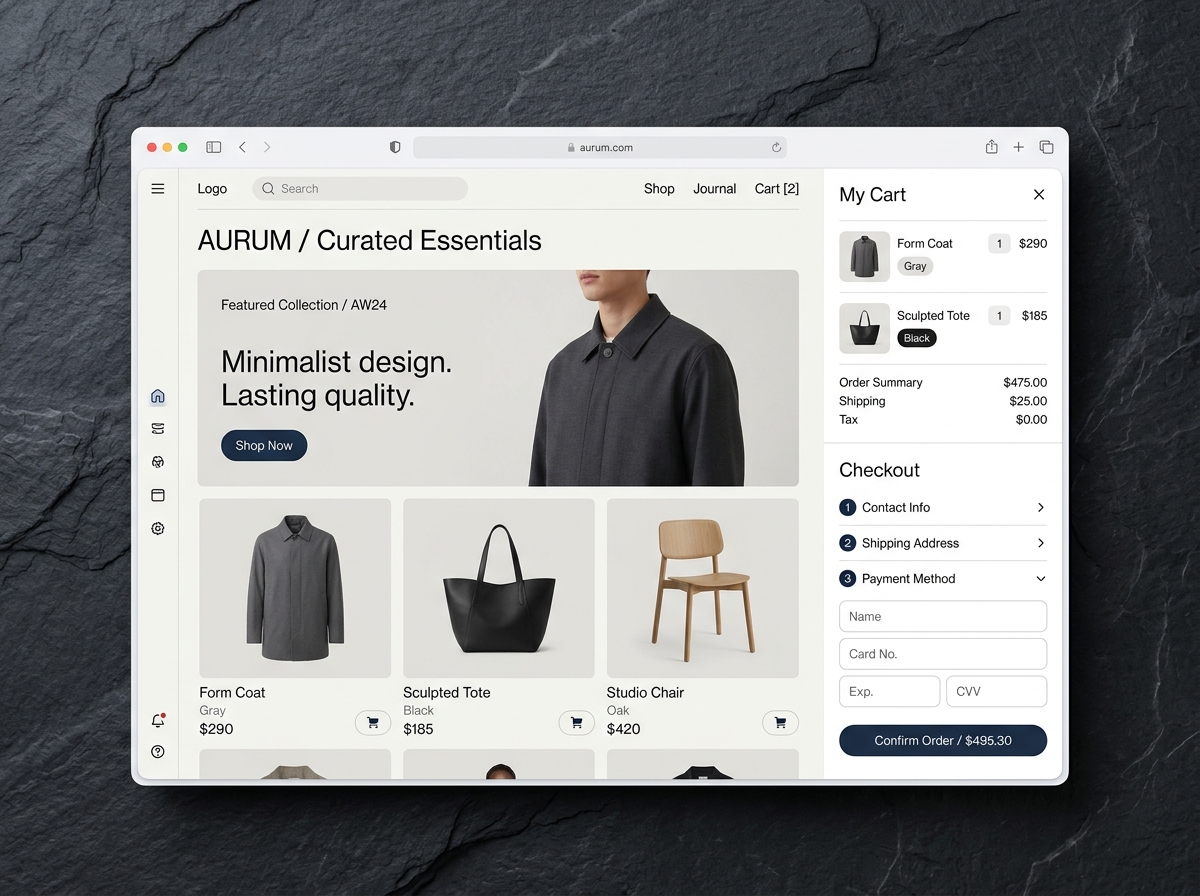 aurum.com
Logo
Search
Shop
Journal
Cart [2]
AURUM / Curated Essentials
Featured Collection / AW24
Minimalist design.
Lasting quality.
Shop Now
Form Coat
Gray
$290
Sculpted Tote
Black
$185
Studio Chair
Oak
$420
My Cart
Form Coat 1 $290
Gray
Sculpted Tote 1 $185
Black
Order Summary $475.00
Shipping $25.00
Tax $0.00
Checkout
1 Contact Info
2 Shipping Address
3 Payment Method
Name
Card No.
Exp.
CVV
Confirm Order / $495.30